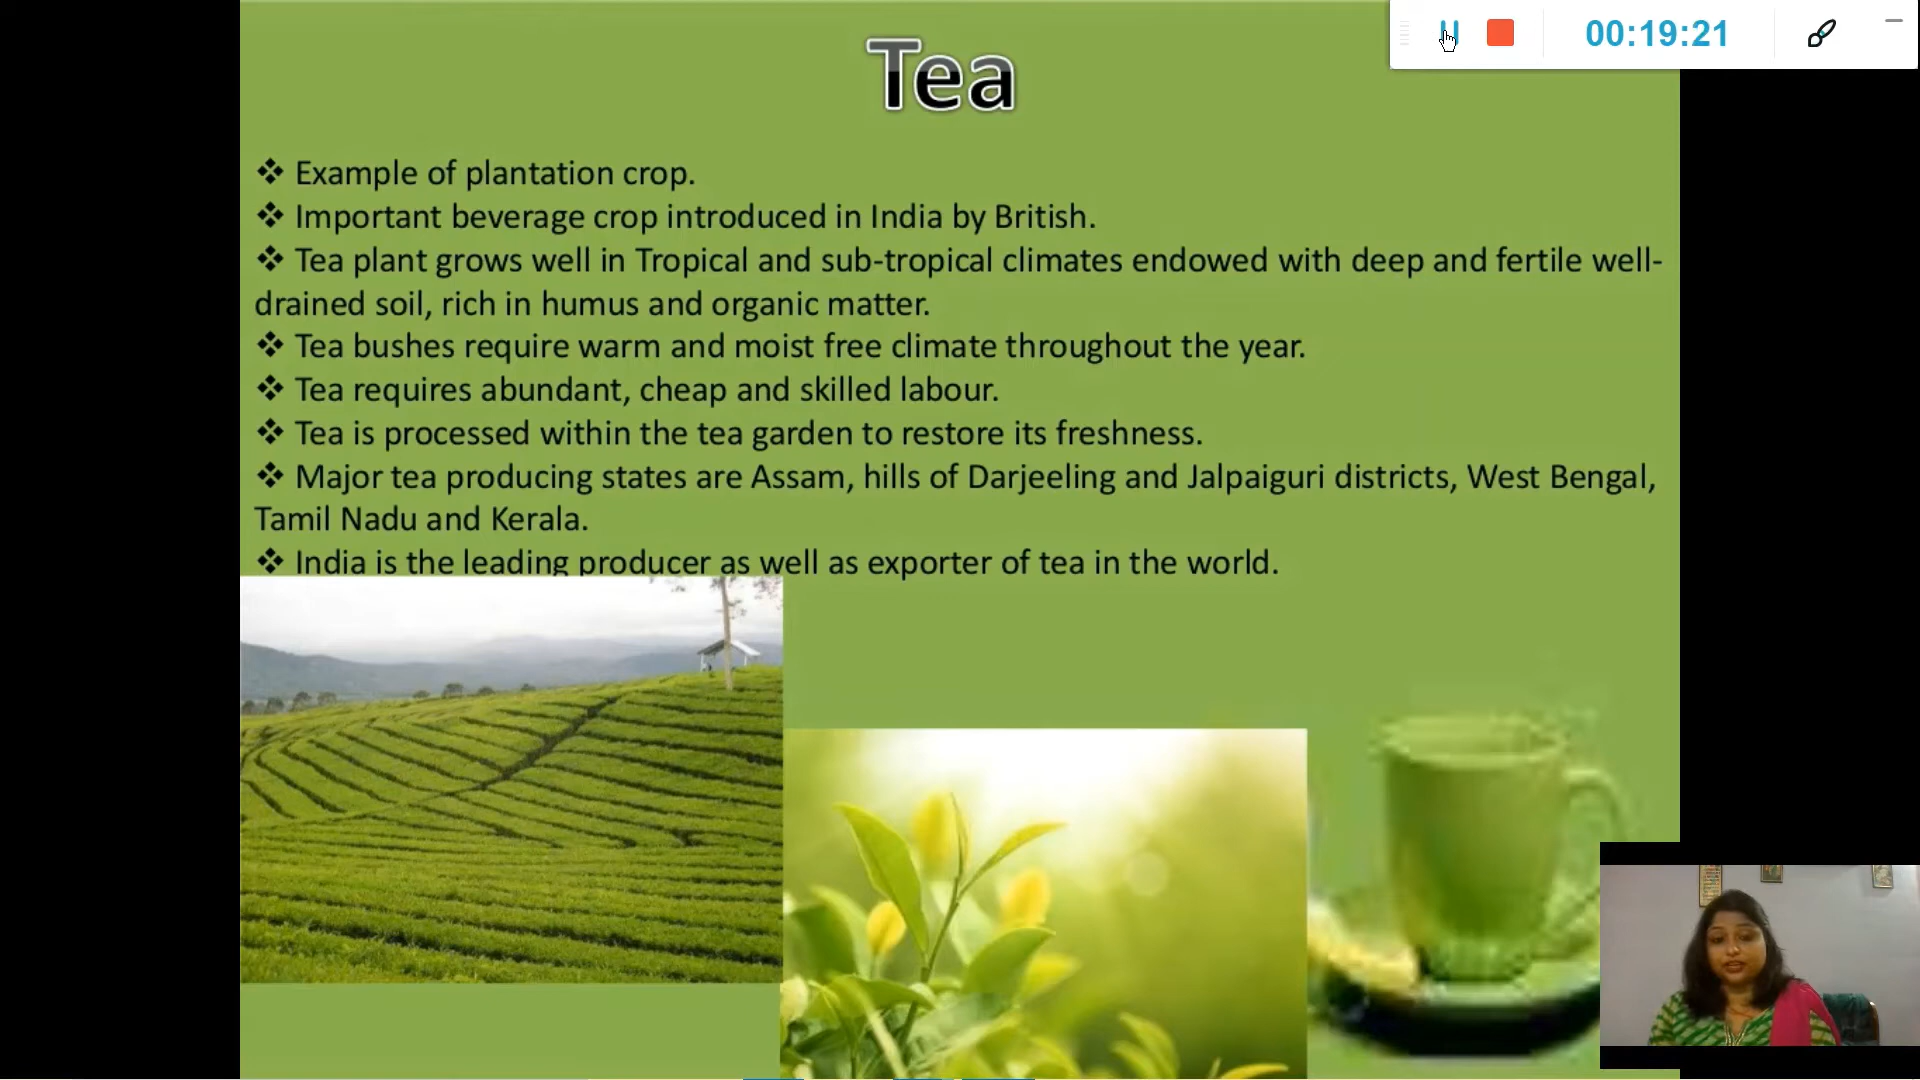 00:19:21
Tea
❖ Example of plantation crop.
❖ Important beverage crop introduced in India by British.
❖ Tea plant grows well in Tropical and sub-tropical climates endowed with deep and fertile well-
drained soil, rich in humus and organic matter.
❖ Tea bushes require warm and moist free climate throughout the year.
❖ Tea requires abundant, cheap and skilled labour.
❖ Tea is processed within the tea garden to restore its freshness.
❖ Major tea producing states are Assam, hills of Darjeeling and Jalpaiguri districts, West Bengal,
Tamil Nadu and Kerala.
❖ India is the leading producer as well as exporter of tea in the world.